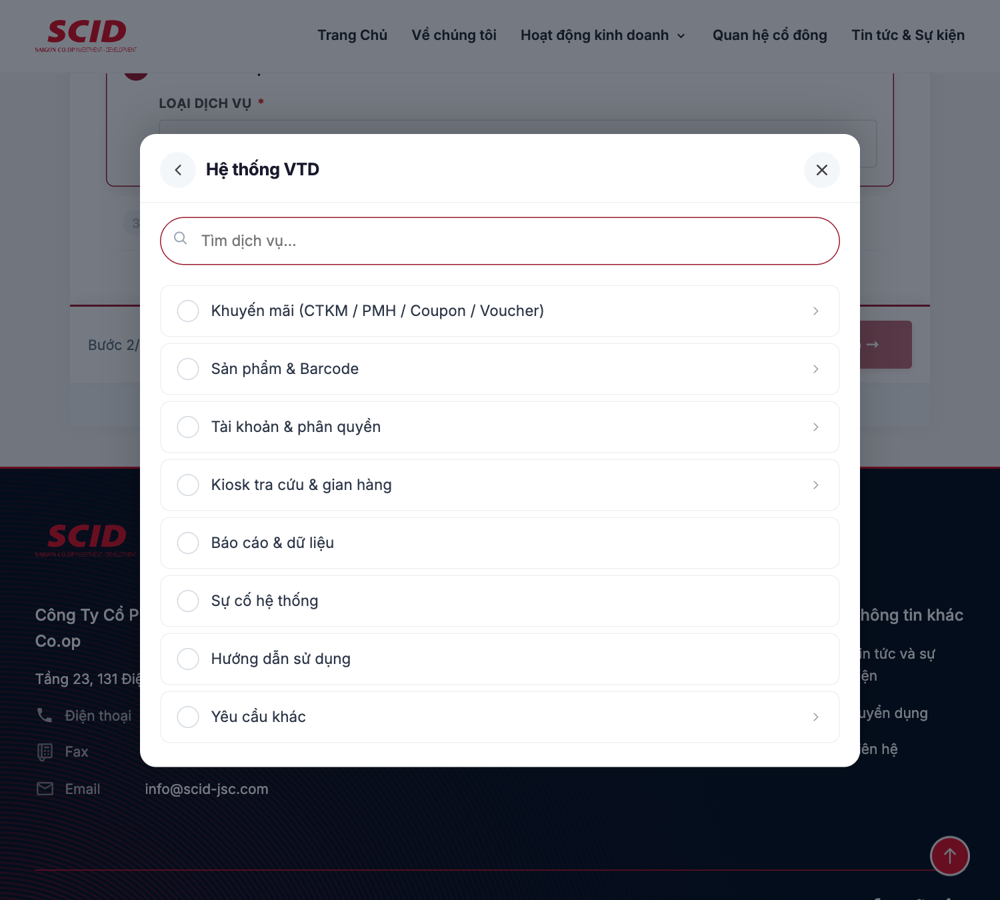 SCID
SAIGON CO.OP INVESTMENT - DEVELOPMENT
Trang Chủ
Về chúng tôi
Hoạt động kinh doanh
Quan hệ cổ đông
Tin tức & Sự kiện
LOẠI DỊCH VỤ *
Hệ thống VTD
3
Tìm dịch vụ...
Khuyến mãi (CTKM / PMH / Coupon / Voucher)
Sản phẩm & Barcode
Bước 2/
Tài khoản & phân quyền
Kiosk tra cứu & gian hàng
Báo cáo & dữ liệu
Sự cố hệ thống
Hướng dẫn sử dụng
Yêu cầu khác
SCID
SAIGON CO.OP INVESTMENT - DEVELOPMENT
Công Ty Cổ P
Co.op
Tầng 23, 131 Điệ
Điện thoại
Fax
Email
info@scid-jsc.com
hông tin khác
in tức và sự
ện
uyển dụng
iên hệ